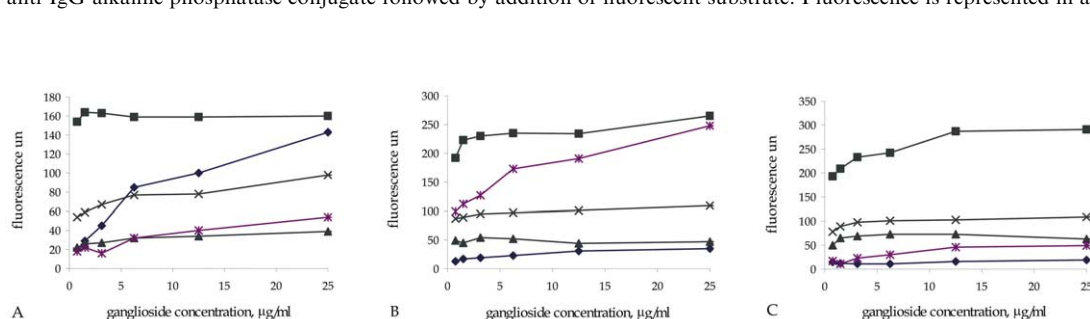 anti-IgG-alkaline phosphatase conjugate followed by addition of fluorescent substrate. Fluorescence is represented in a
180
160
140
120
100
80
60
40
20
0
fluorescence un
0 5 10 15 20 25
A ganglioside concentration, µg/ml
300
250
200
150
100
50
0
fluorescence un
0 5 10 15 20 25
B ganglioside concentration, µg/ml
350
300
250
200
150
100
50
0
fluorescence un
0 5 10 15 20 25
C ganglioside concentration, µg/ml